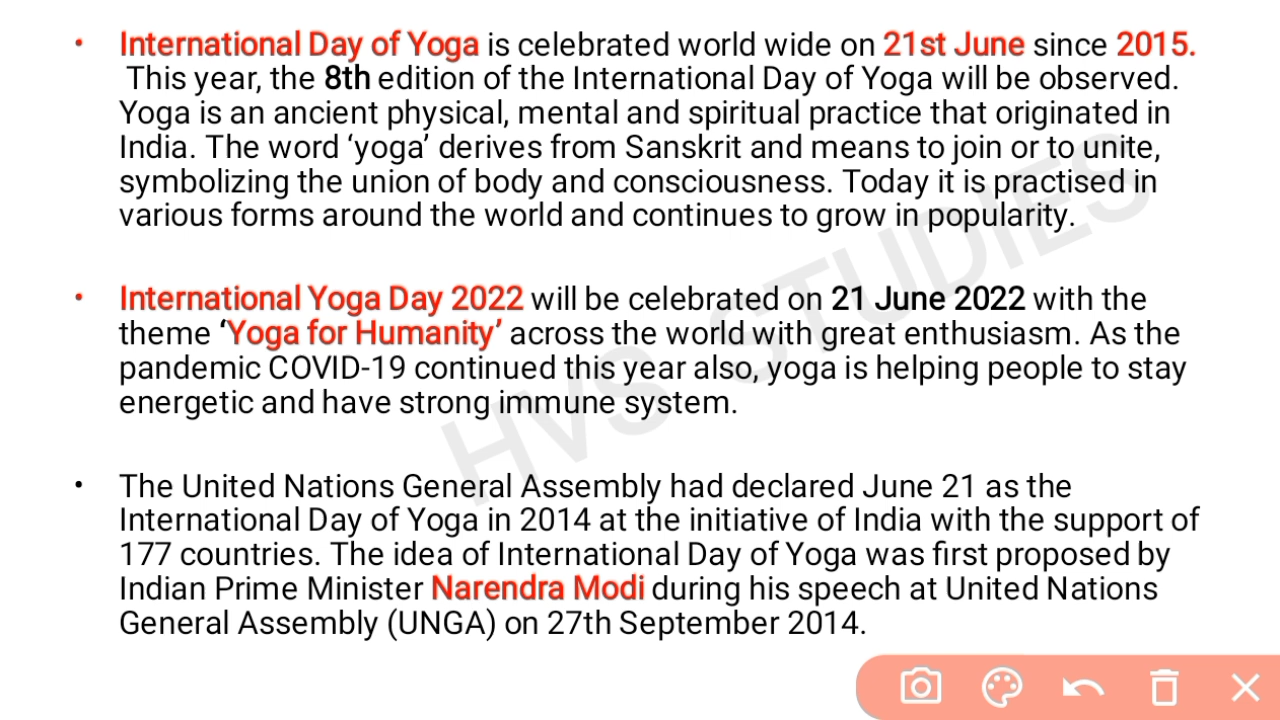 • International Day of Yoga is celebrated world wide on 21st June since 2015.
This year, the 8th edition of the International Day of Yoga will be observed.
Yoga is an ancient physical, mental and spiritual practice that originated in
India. The word ‘yoga’ derives from Sanskrit and means to join or to unite,
symbolizing the union of body and consciousness. Today it is practised in
various forms around the world and continues to grow in popularity.
• International Yoga Day 2022 will be celebrated on 21 June 2022 with the
theme ‘Yoga for Humanity’ across the world with great enthusiasm. As the
pandemic COVID-19 continued this year also, yoga is helping people to stay
energetic and have strong immune system.
• The United Nations General Assembly had declared June 21 as the
International Day of Yoga in 2014 at the initiative of India with the support of
177 countries. The idea of International Day of Yoga was first proposed by
Indian Prime Minister Narendra Modi during his speech at United Nations
General Assembly (UNGA) on 27th September 2014.
HVS STUDIES